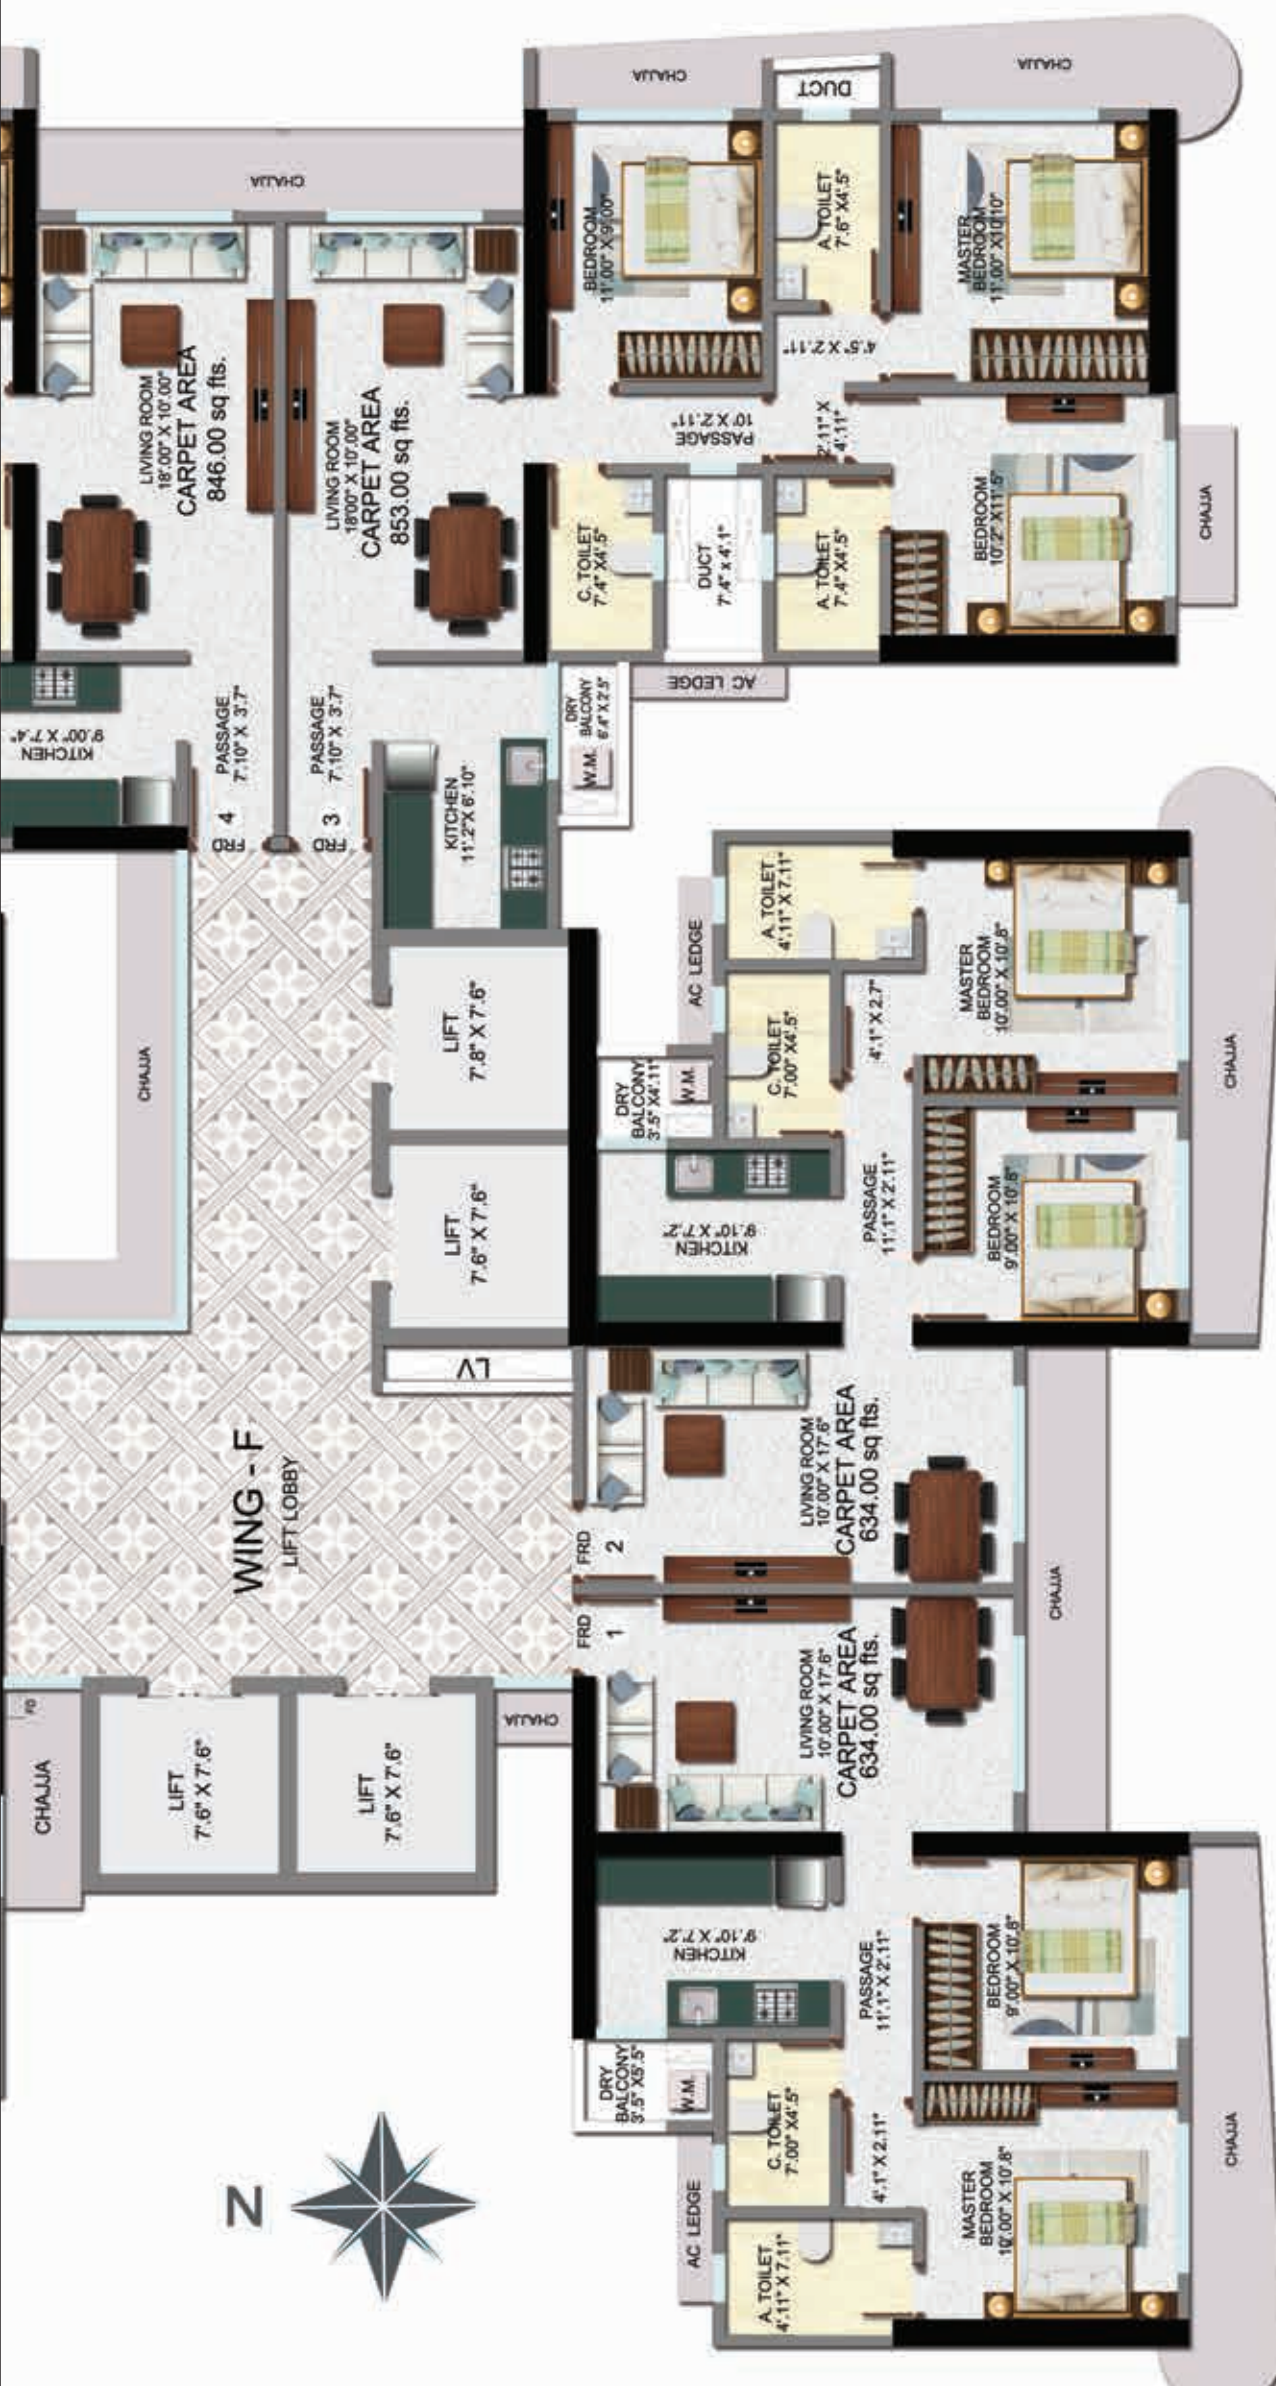 CHAJJA
CHAJJA
DUCT
CHAJJA
BEDROOM
11'.00" X 9'.00"
A. TOILET
7'.6" X4'.5"
MASTER
BEDROOM
11'.00" X10'10"
4'.5" X 2'.11"
LIVING ROOM
18'.00" X 10'.00"
CARPET AREA
846.00 sq fts.
LIVING ROOM
18'00" X 10'.00"
CARPET AREA
853.00 sq fts.
PASSAGE
10' X 2'.11"
2'.11" X
4'.11"
C. TOILET
7'.4" X4'.5"
DUCT
7'.4" x 4'.1"
A. TOILET
7'.4" X4'.5"
BEDROOM
10'.2" X11'.5"
CHAJJA
AC LEDGE
KITCHEN
9'.00" X 7'.4"
PASSAGE
7'.10" X 3'.7"
FRD 4
PASSAGE
7'.10" X 3'.7"
FRD 3
KITCHEN
11'.2"X 6'.10"
DRY
BALCONY
6'.4" X 2'.5"
W.M.
CHAJJA
LIFT
7'.8" X 7'.6"
LIFT
7'.6" X 7'.6"
LV
AC LEDGE
A. TOILET
4'.11" X 7.11"
C. TOILET
7'.00" X4'.5"
DRY
BALCONY
3'.5" X4'.11"
W.M.
4'.1" X 2.7"
MASTER
BEDROOM
10'.00" X 10'.8"
KITCHEN
9'.10" X 7'.2"
PASSAGE
11'.1" X 2'.11"
BEDROOM
9'.00" X 10'.8"
CHAJJA
WING - F
LIFT LOBBY
FRD
2
LIVING ROOM
10'.00" X 17'.6"
CARPET AREA
634.00 sq fts.
FRD
1
LIVING ROOM
10'.00" X 17'.6"
CARPET AREA
634.00 sq fts.
CHAJJA
FD
CHAJJA
LIFT
7'.6" X 7'.6"
LIFT
7'.6" X 7'.6"
CHAJJA
KITCHEN
9'.10" X 7'.2"
PASSAGE
11'.1" X 2'.11"
BEDROOM
9'.00" X 10'.8"
DRY
BALCONY
3'.5" X5'.5"
W.M.
C. TOILET
7'.00" X4'.5"
4'.1" X 2.11"
AC LEDGE
A. TOILET
4'.11" X 7'.11"
MASTER
BEDROOM
10'.00" X 10'.8"
CHAJJA
N